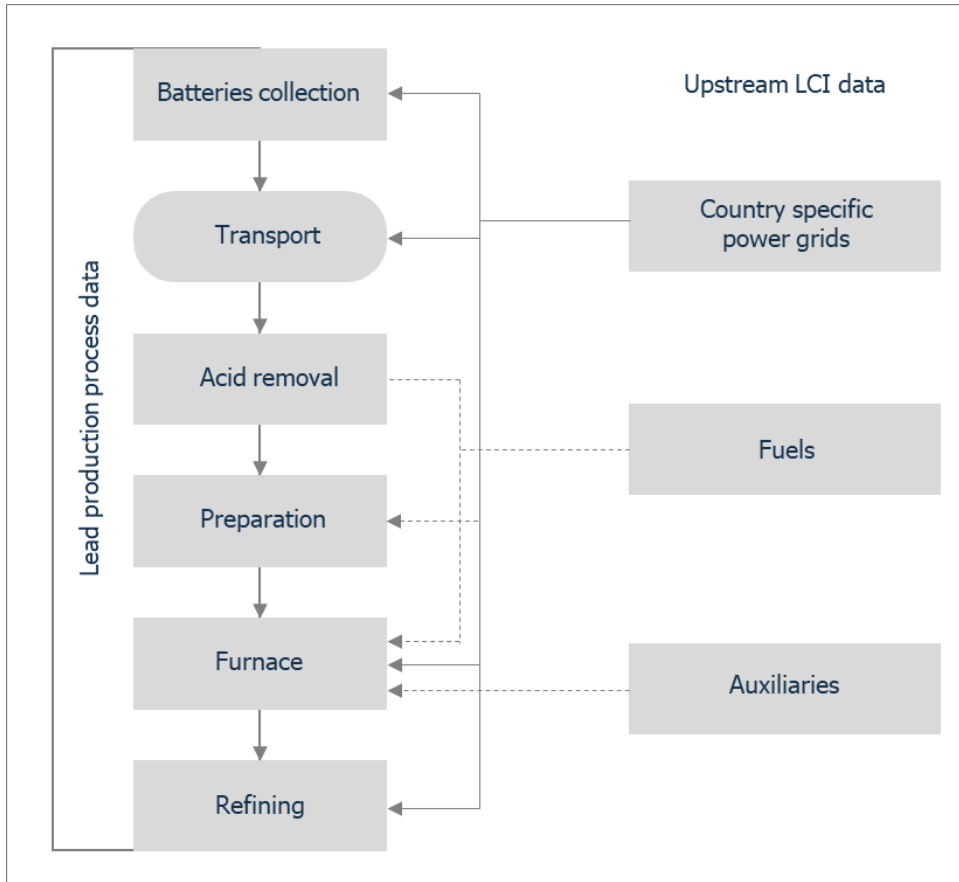 Batteries collection
Upstream LCI data
Transport
Country specific
power grids
Lead production process data
Acid removal
Fuels
Preparation
Furnace
Auxiliaries
Refining